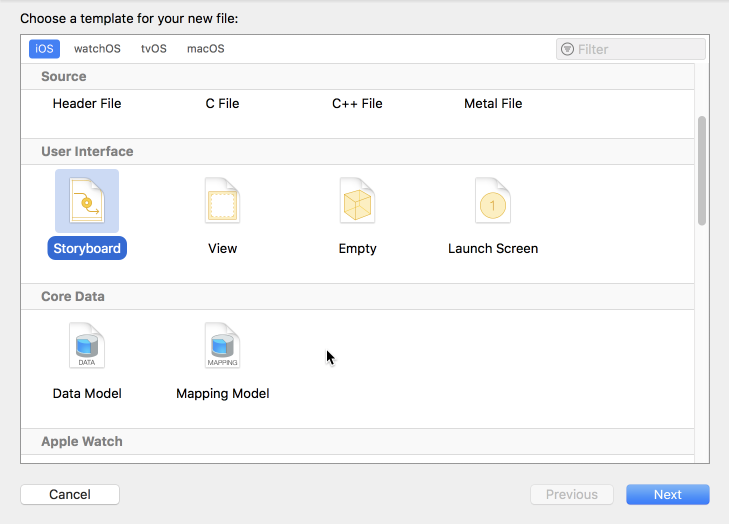 Choose a template for your new file:
iOS watchOS tvOS macOS Filter
Source
Header File C File C++ File Metal File
User Interface
1
Storyboard View Empty Launch Screen
Core Data
DATA MAPPING
Data Model Mapping Model
Apple Watch
Cancel Previous Next